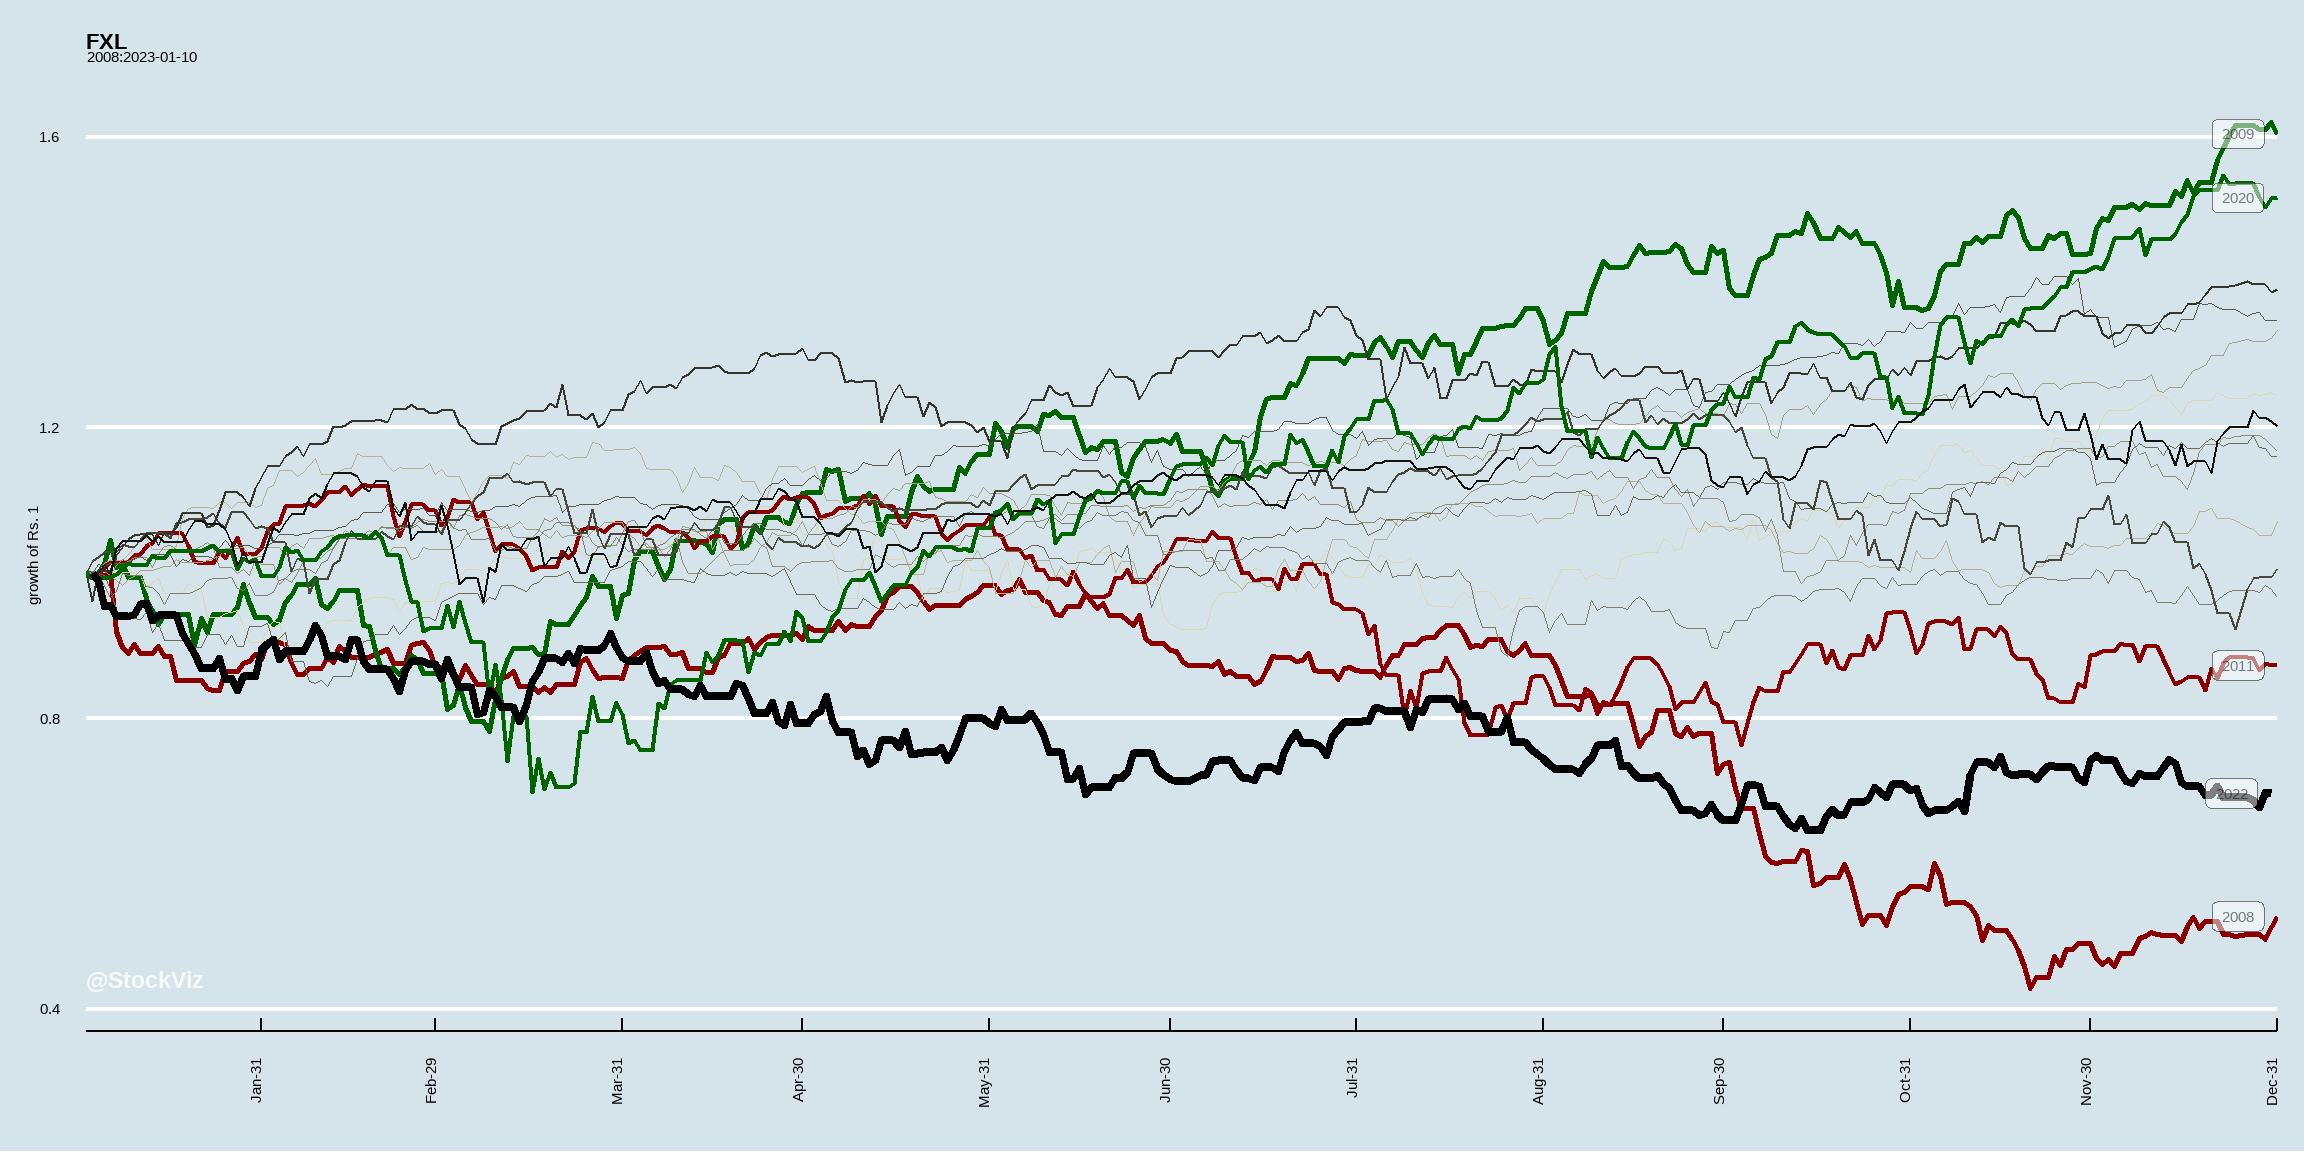 FXL
2008:2023-01-10
growth of Rs. 1
1.6
1.2
0.8
0.4
2009
2020
2011
2022
2008
@StockViz
Jan-31
Feb-29
Mar-31
Apr-30
May-31
Jun-30
Jul-31
Aug-31
Sep-30
Oct-31
Nov-30
Dec-31